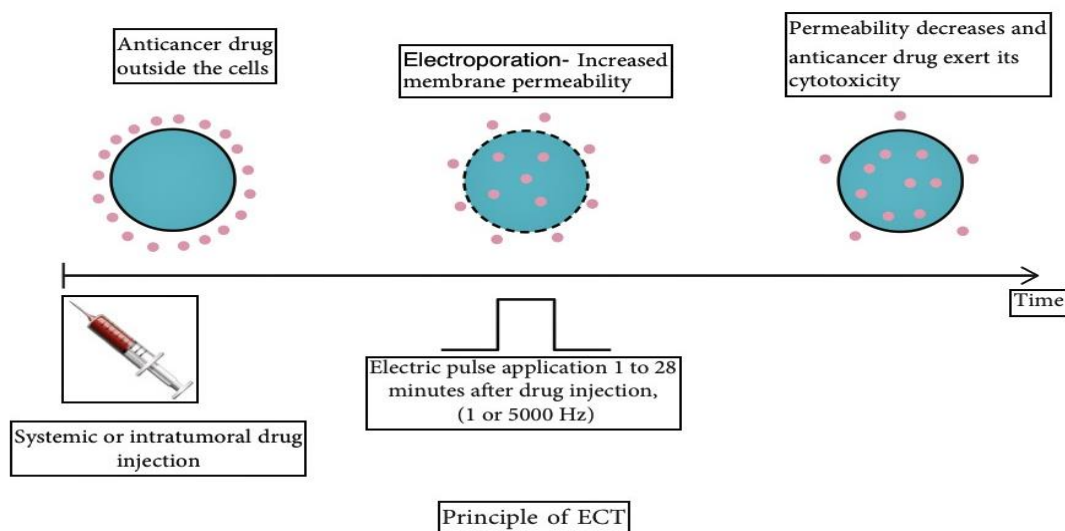 Anticancer drug
outside the cells
Electroporation- Increased
membrane permeability
Permeability decreases and
anticancer drug exert its
cytotoxicity
Time
Electric pulse application 1 to 28
minutes after drug injection,
(1 or 5000 Hz)
Systemic or intratumoral drug
injection
Principle of ECT